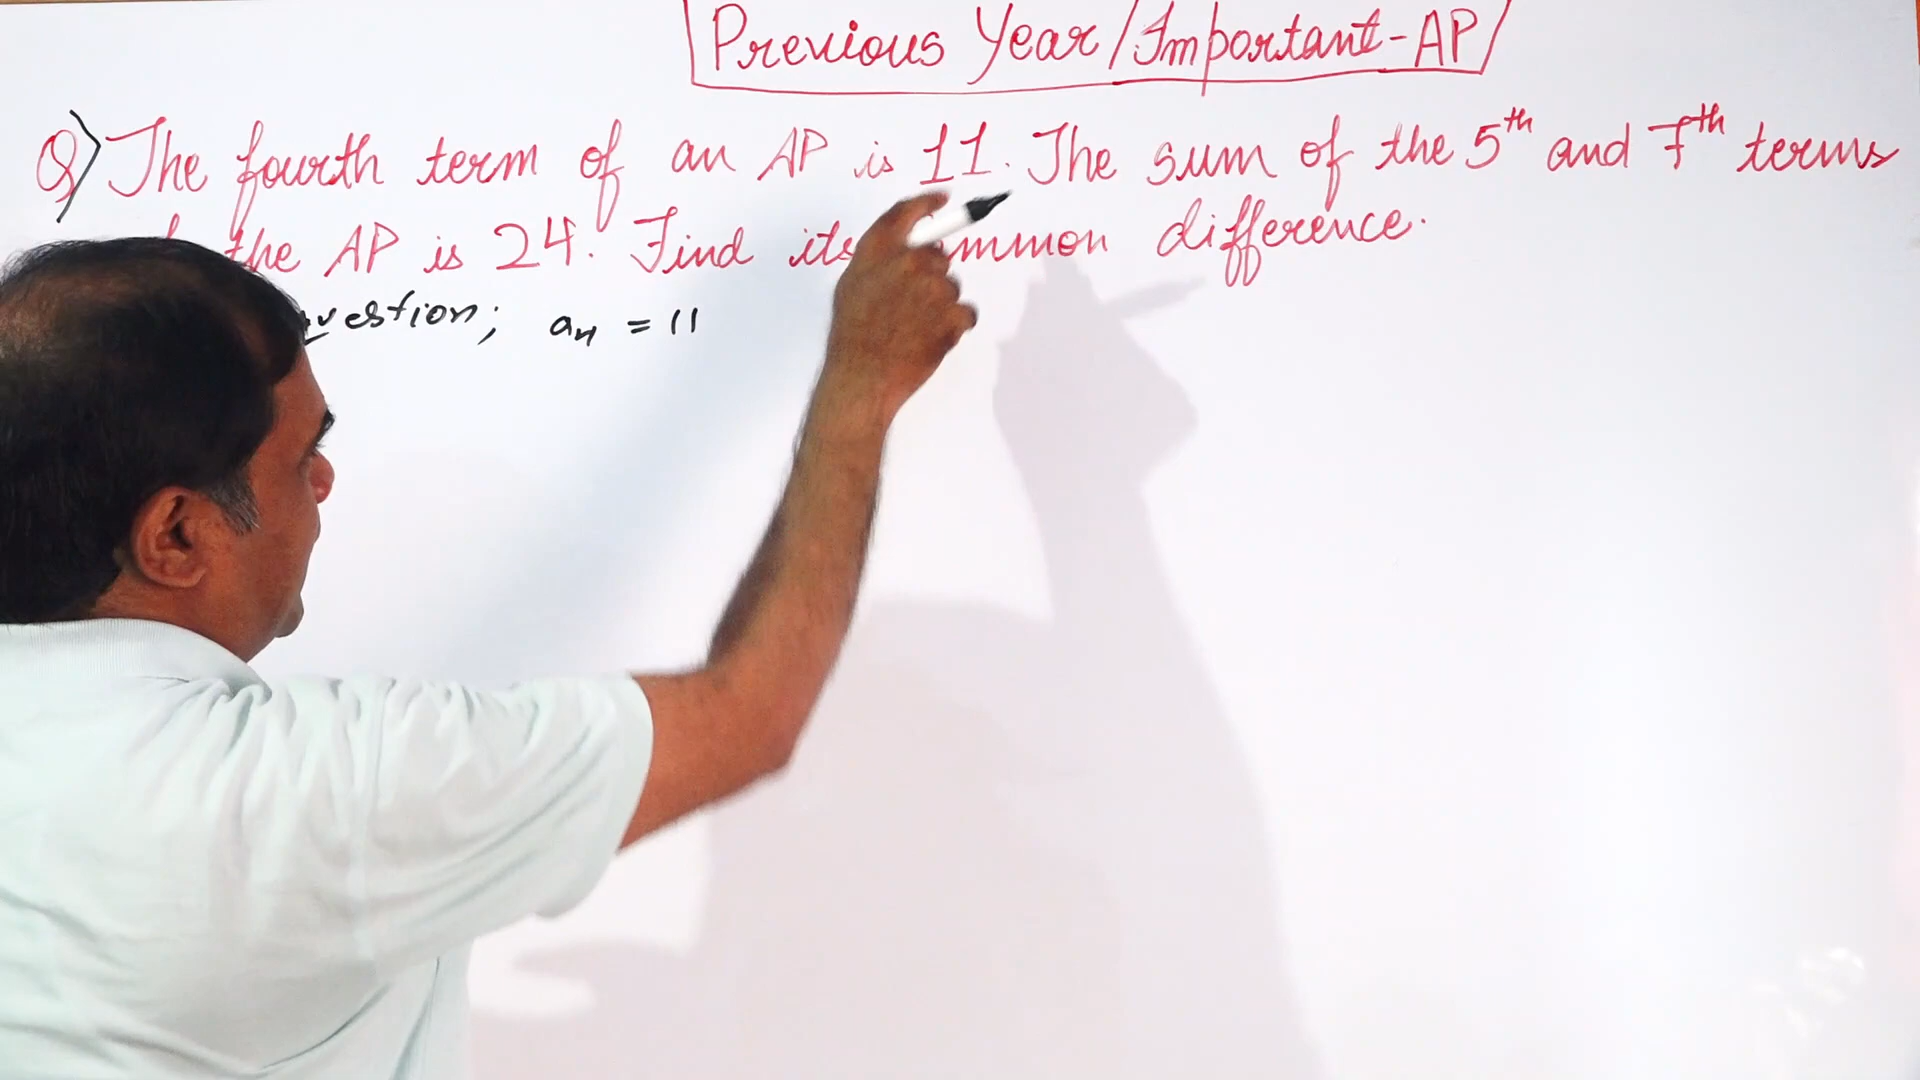 Previous Year/Important-AP
Q) The fourth term of an AP is 11. The sum of the 5th and 7th terms
the AP is 24. Find its difference.
a4 = 11